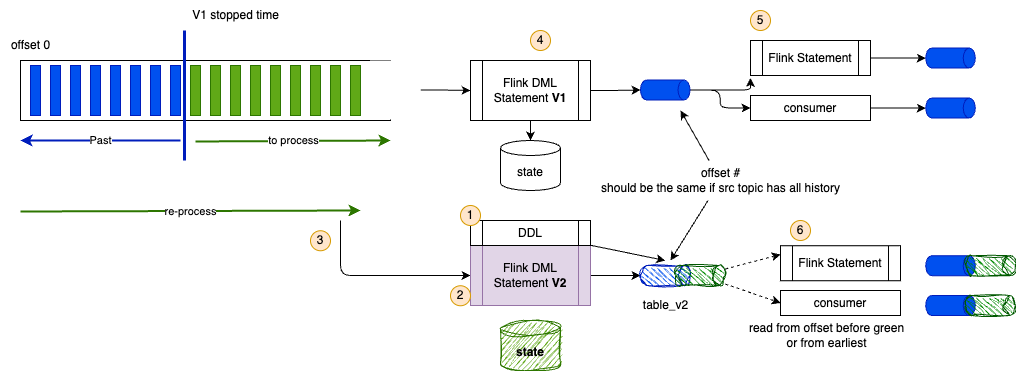 V1 stopped time
offset 0
Past
to process
re-process
4
Flink DML
Statement V1
state
5
Flink Statement
consumer
offset #
should be the same if src topic has all history
3
1
DDL
2
Flink DML
Statement V2
state
table_v2
6
Flink Statement
consumer
read from offset before green
or from earliest